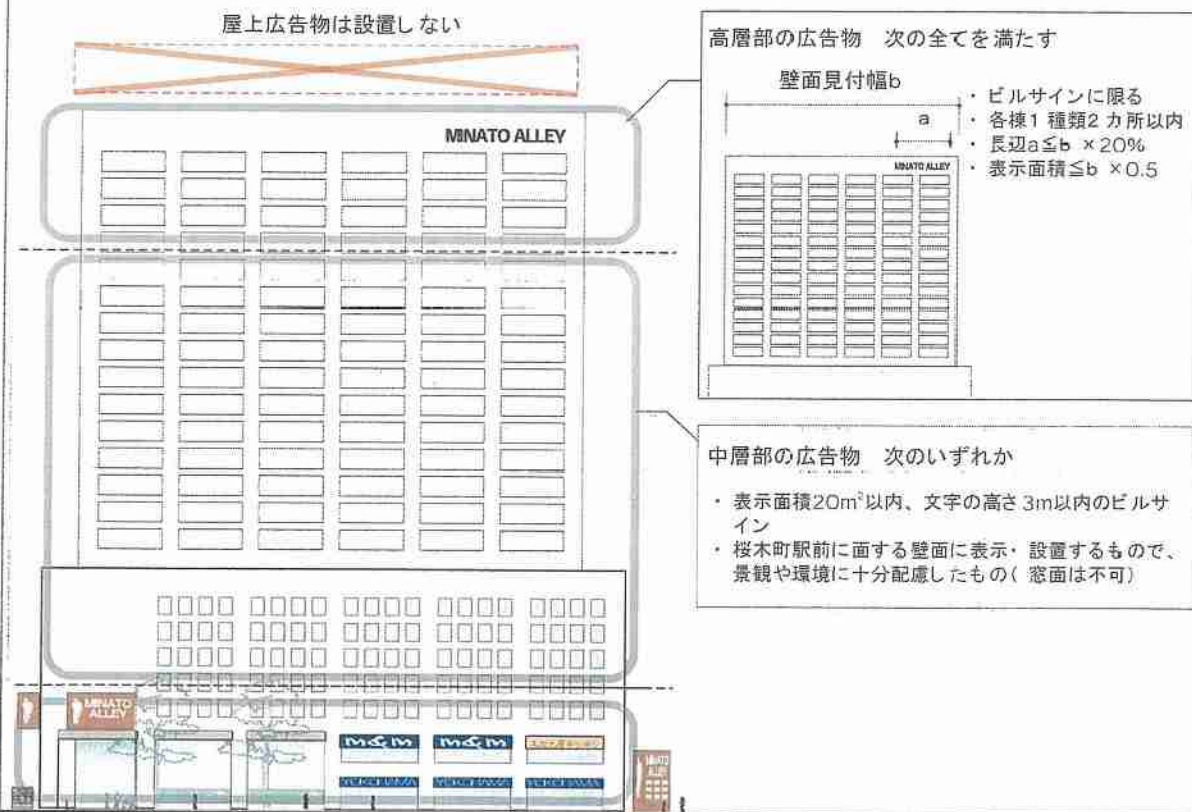 屋上広告物は設置しない
MINATO ALLEY
高層部の広告物 次の全てを満たす
壁面見付幅b
a
MINATO ALLEY
・ ビルサインに限る
・ 各棟1 種類2 カ所以内
・ 長辺a≦b ×20%
・ 表示面積≦b ×0.5
中層部の広告物 次のいずれか
・ 表示面積20m²以内、文字の高さ3m以内のビルサ
イン
・ 桜木町駅前に面する壁面に表示・設置するもので、
景観や環境に十分配慮したもの( 窓面は不可)
MINATO
ALLEY
M&M
M&M
YOKOHAMA
YOKOHAMA
YOKOHAMA